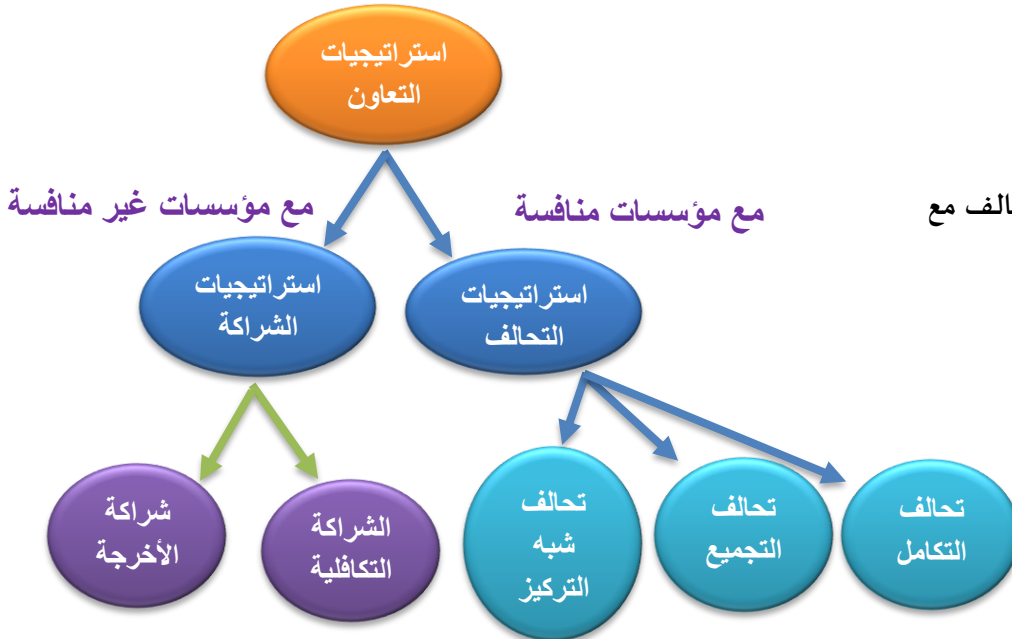 استراتيجيات
التعاون
مع مؤسسات منافسة
مع مؤسسات غير منافسة
مع
استراتيجيات
التحالف
استراتيجيات
الشراكة
تحالف
التكامل
تحالف
التجميع
تحالف
شبه
التركيز
الشراكة
التكافلية
شراكة
الأخرجة